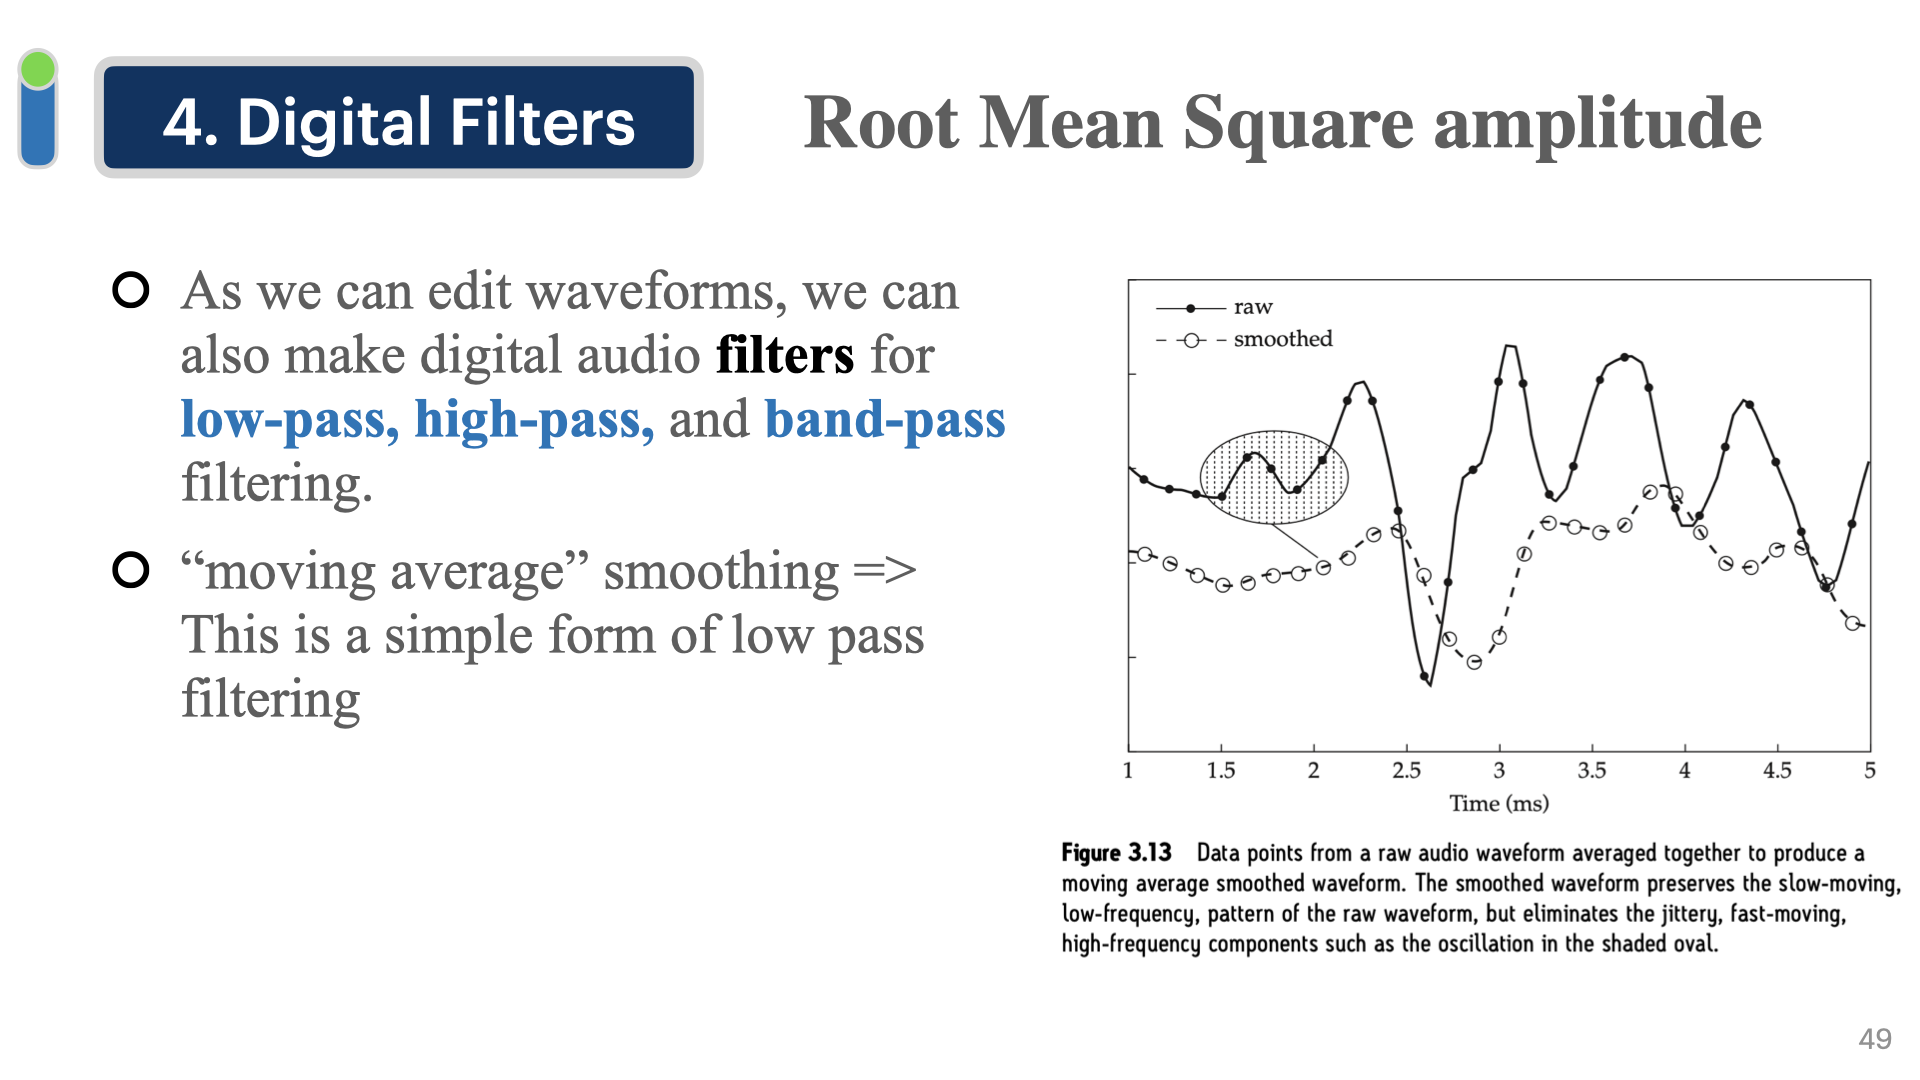 4. Digital Filters
Root Mean Square amplitude
As we can edit waveforms, we can
also make digital audio filters for
low-pass, high-pass, and band-pass
filtering.
“moving average” smoothing =>
This is a simple form of low pass
filtering
raw
smoothed
1 1.5 2 2.5 3 3.5 4 4.5 5
Time (ms)
Figure 3.13 Data points from a raw audio waveform averaged together to produce a
moving average smoothed waveform. The smoothed waveform preserves the slow-moving,
low-frequency, pattern of the raw waveform, but eliminates the jittery, fast-moving,
high-frequency components such as the oscillation in the shaded oval.
49